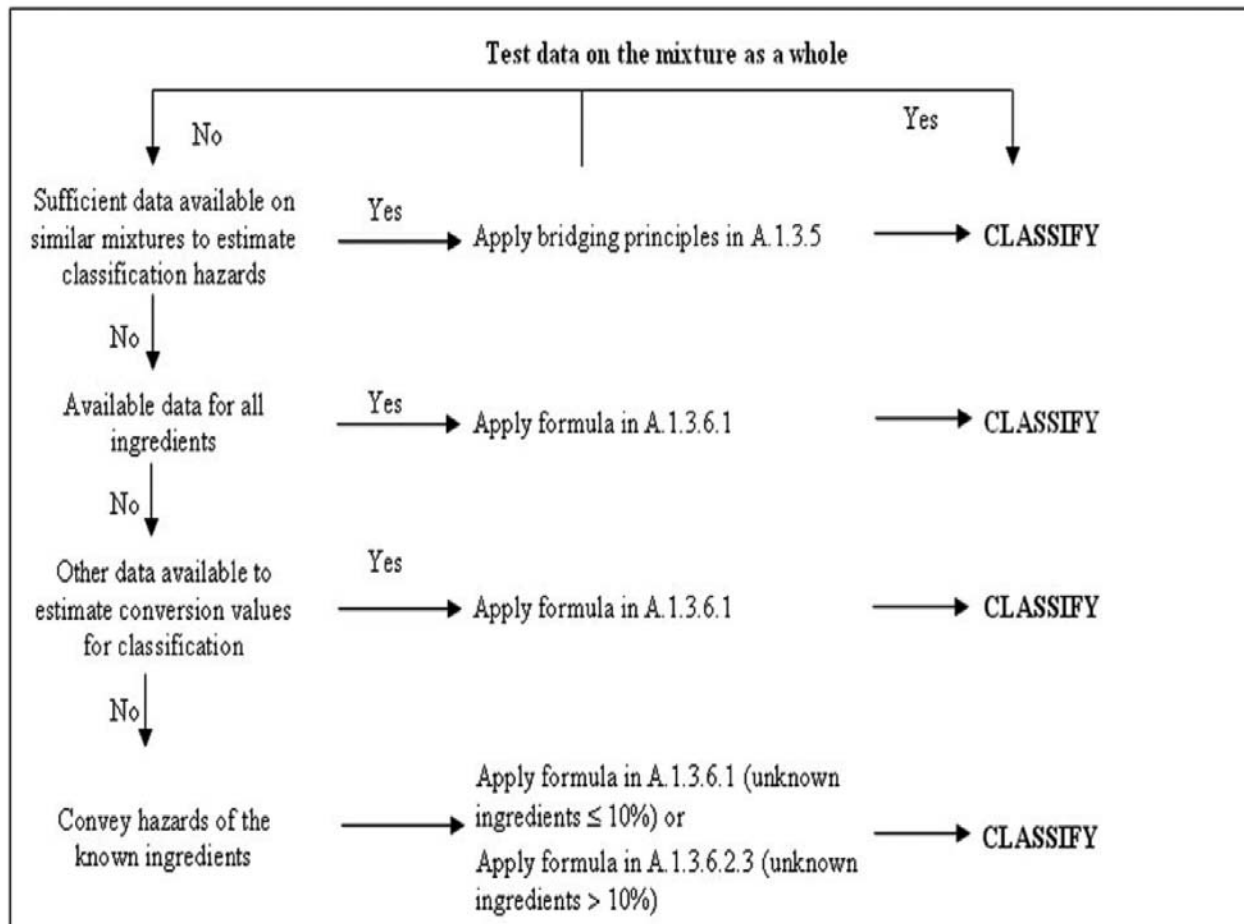 Test data on the mixture as a whole
No
Yes
Sufficient data available on
similar mixtures to estimate
classification hazards
Yes
Apply bridging principles in A.1.3.5
CLASSIFY
No
Available data for all
ingredients
Yes
Apply formula in A.1.3.6.1
CLASSIFY
No
Other data available to
estimate conversion values
for classification
Yes
Apply formula in A.1.3.6.1
CLASSIFY
No
Convey hazards of the
known ingredients
Apply formula in A.1.3.6.1 (unknown
ingredients ≤ 10%) or
Apply formula in A.1.3.6.2.3 (unknown
ingredients > 10%)
CLASSIFY